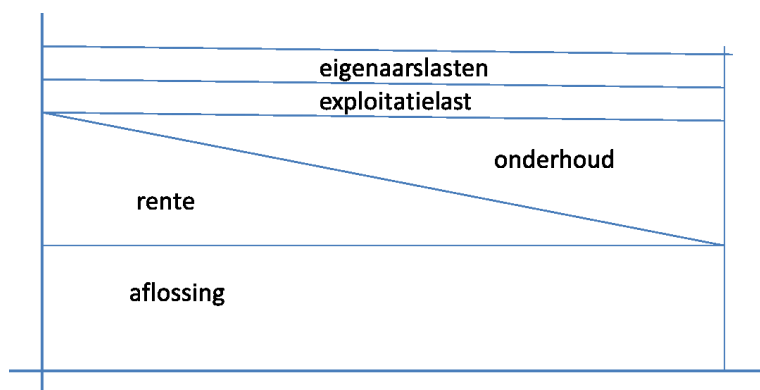 eigenaarslasten
exploitatielast
onderhoud
rente
aflossing